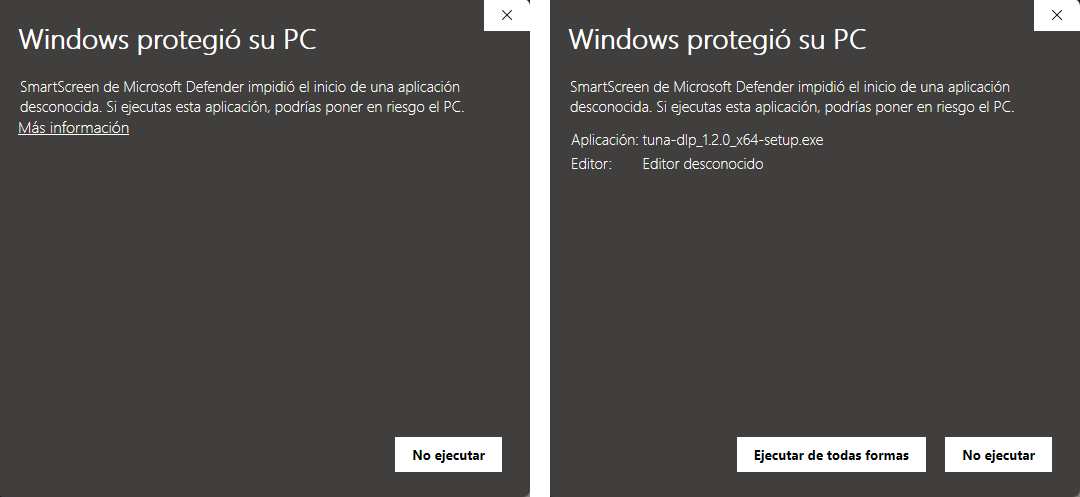 Windows protegió su PC
SmartScreen de Microsoft Defender impidió el inicio de una aplicación
desconocida. Si ejecutas esta aplicación, podrías poner en riesgo el PC.
Más información
No ejecutar
Windows protegió su PC
SmartScreen de Microsoft Defender impidió el inicio de una aplicación
desconocida. Si ejecutas esta aplicación, podrías poner en riesgo el PC.
Aplicación: tuna-dlp_1.2.0_x64-setup.exe
Editor: Editor desconocido
Ejecutar de todas formas
No ejecutar